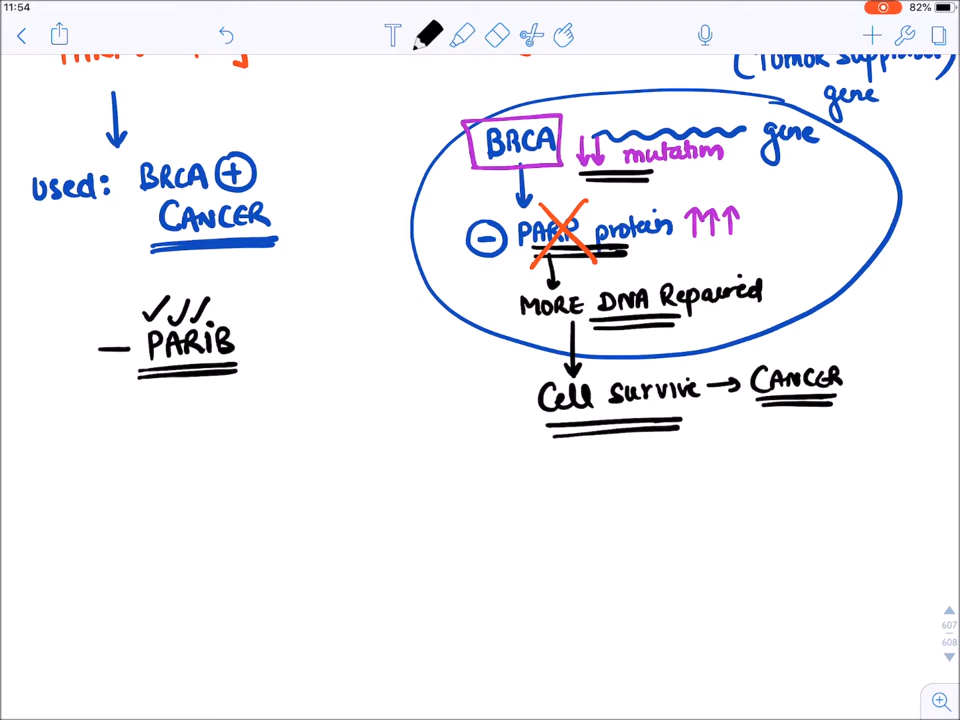 11:54
82%
T
(Tumor suppressor)
gene
BRCA
gene
mutation
used: BRCA +
CANCER
- PARP protein ↑↑↑
MORE DNA Repaired
— PARiB
Cell survive → CANCER
607
608